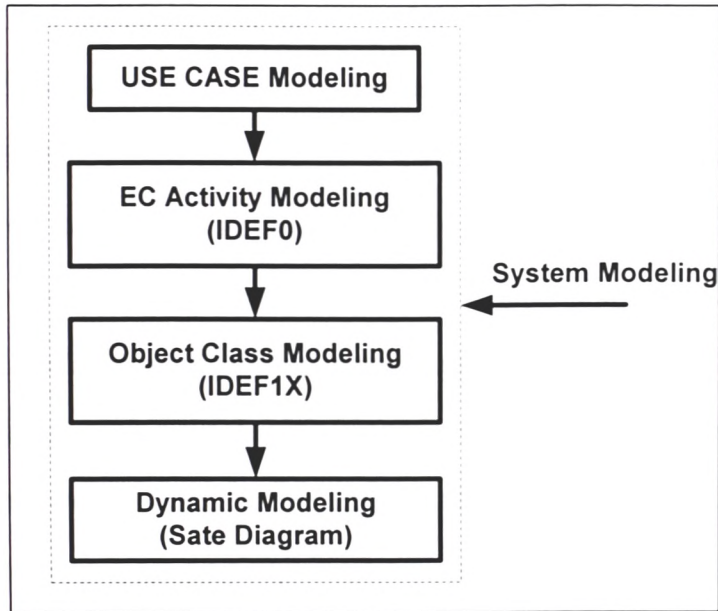 USE CASE Modeling
EC Activity Modeling
(IDEF0)
System Modeling
Object Class Modeling
(IDEF1X)
Dynamic Modeling
(Sate Diagram)